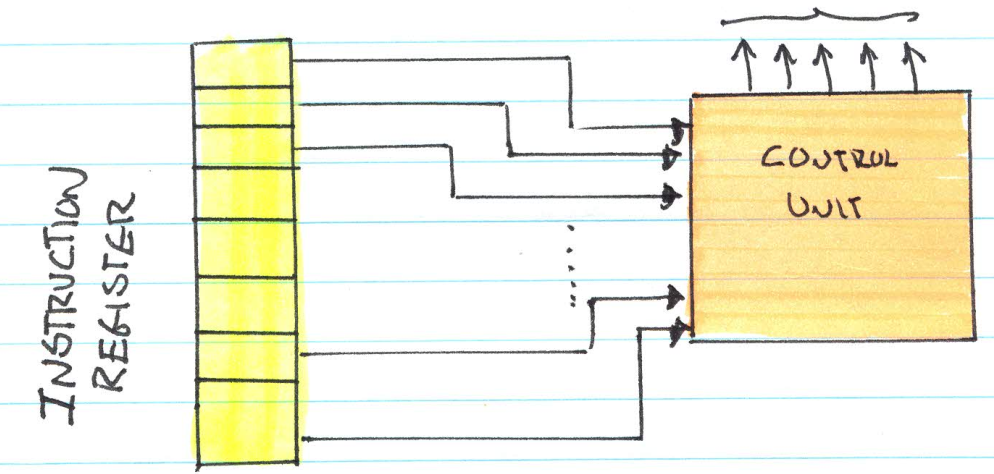 INSTRUCTION
REGISTER
CONTROL
UNIT